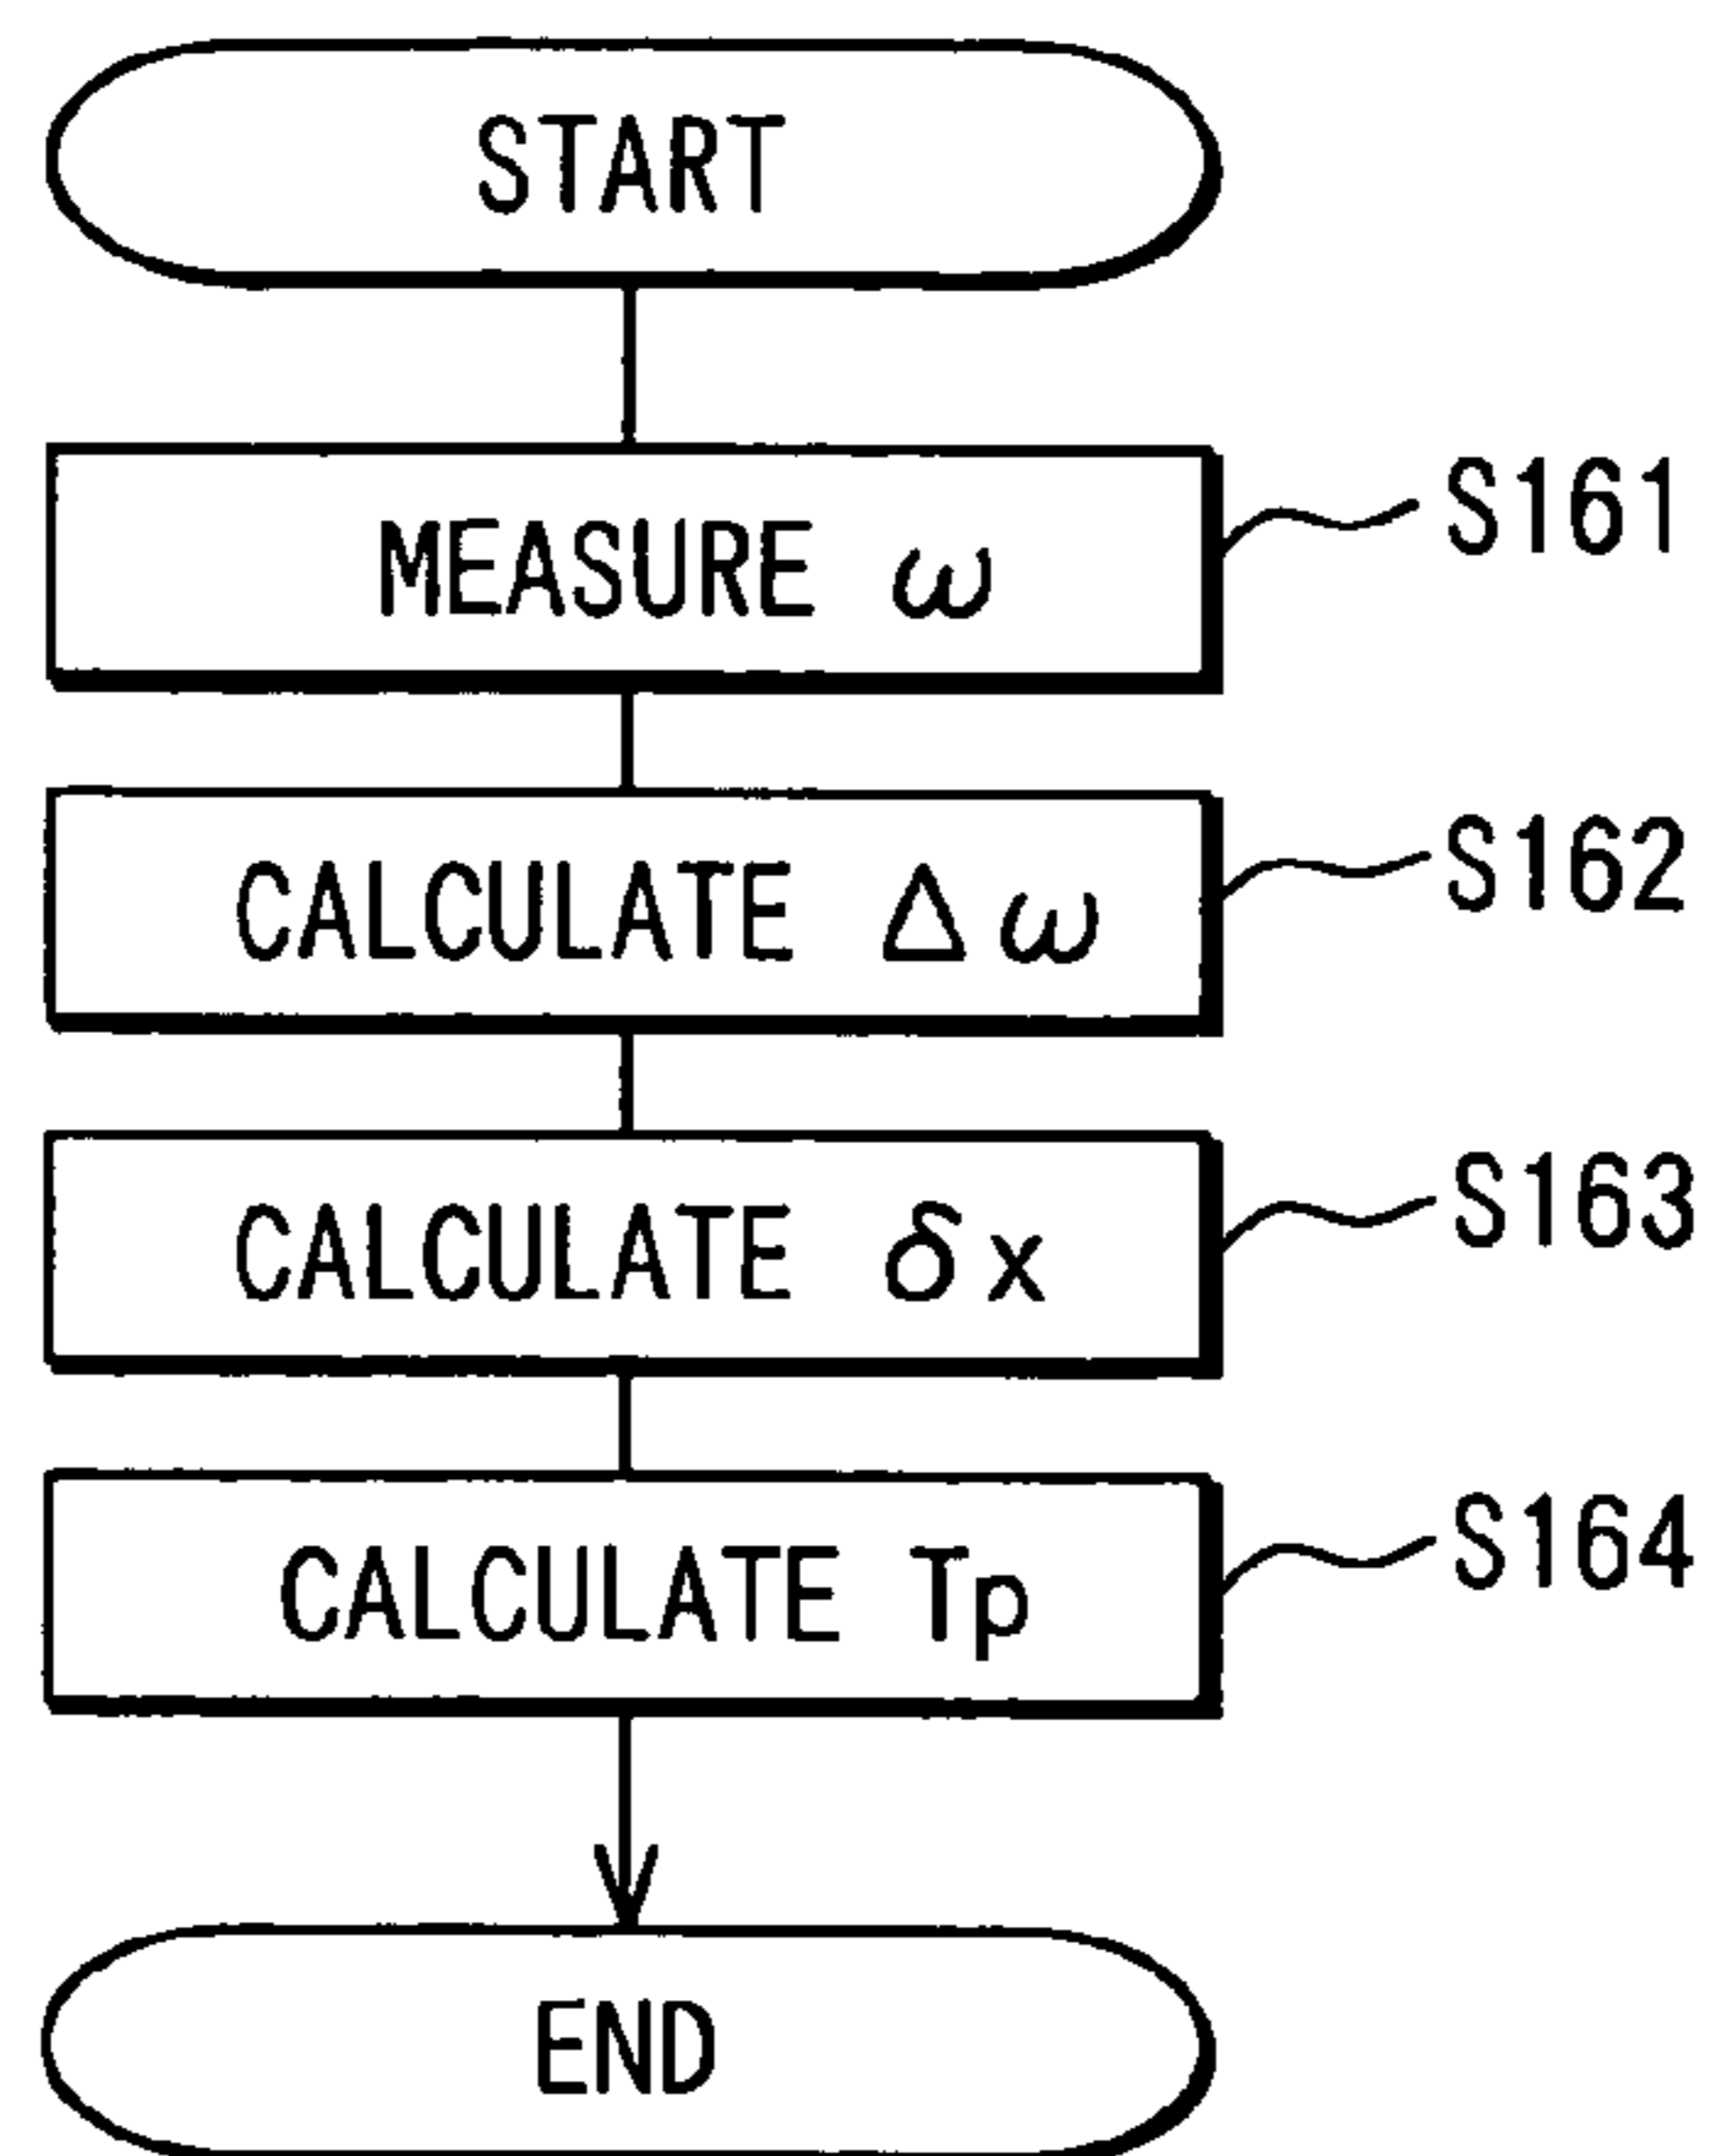 START
MEASURE ω S161
CALCULATE Δω S162
CALCULATE δx S163
CALCULATE Tp S164
END